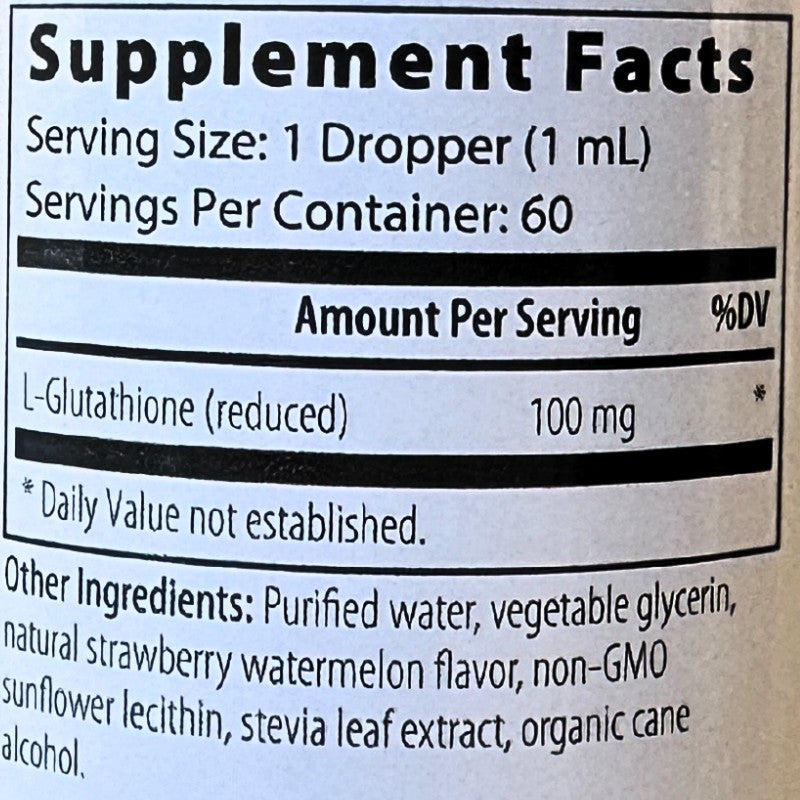 Supplement Facts
Serving Size: 1 Dropper (1 mL)
Servings Per Container: 60
Amount Per Serving %DV
L-Glutathione (reduced) 100 mg *
* Daily Value not established.
Other Ingredients: Purified water, vegetable glycerin,
natural strawberry watermelon flavor, non-GMO
sunflower lecithin, stevia leaf extract, organic cane
alcohol.